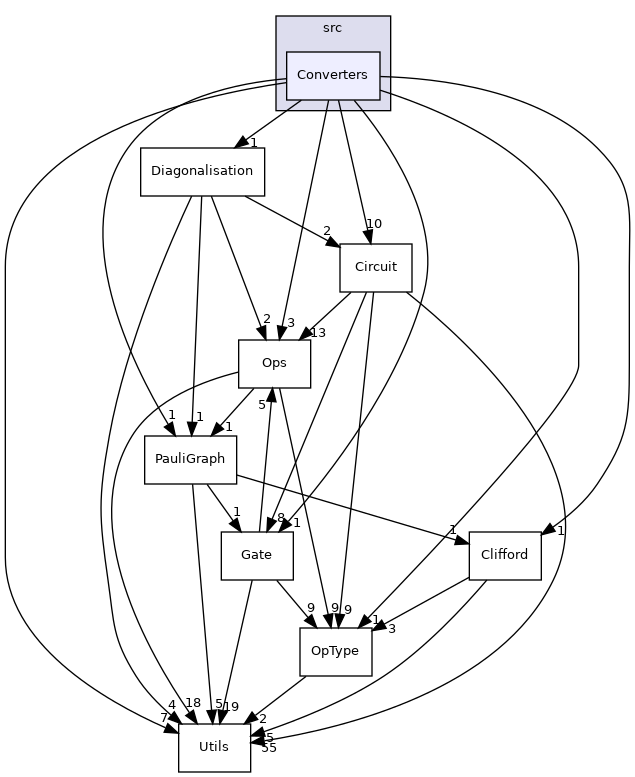 src
Converters
1
Diagonalisation
2
10
Circuit
2
3
13
Ops
5
1
1
1
PauliGraph
1
8
1
1
1
Gate
Clifford
9
9
9
1
3
OpType
4
18
5
19
7
2
5
55
Utils